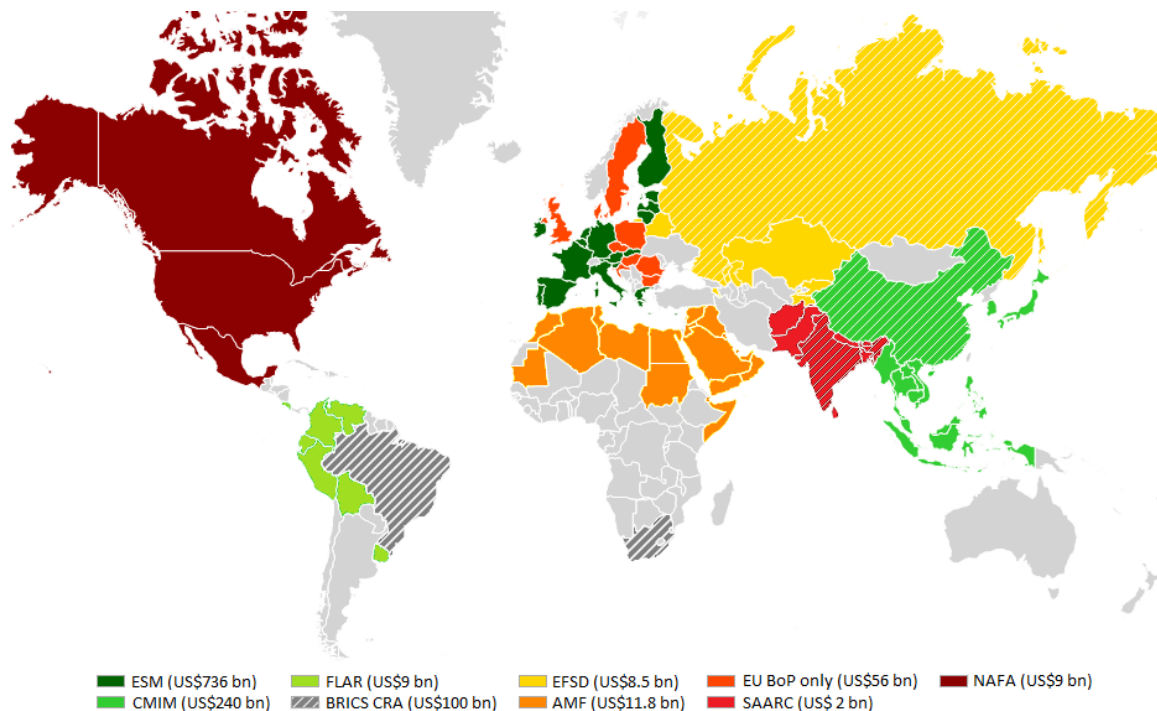 ESM (US$736 bn) FLAR (US$9 bn) EFSD (US$8.5 bn) EU BoP only (US$56 bn) NAFA (US$9 bn)
CMIM (US$240 bn) BRICS CRA (US$100 bn) AMF (US$11.8 bn) SAARC (US$ 2 bn)